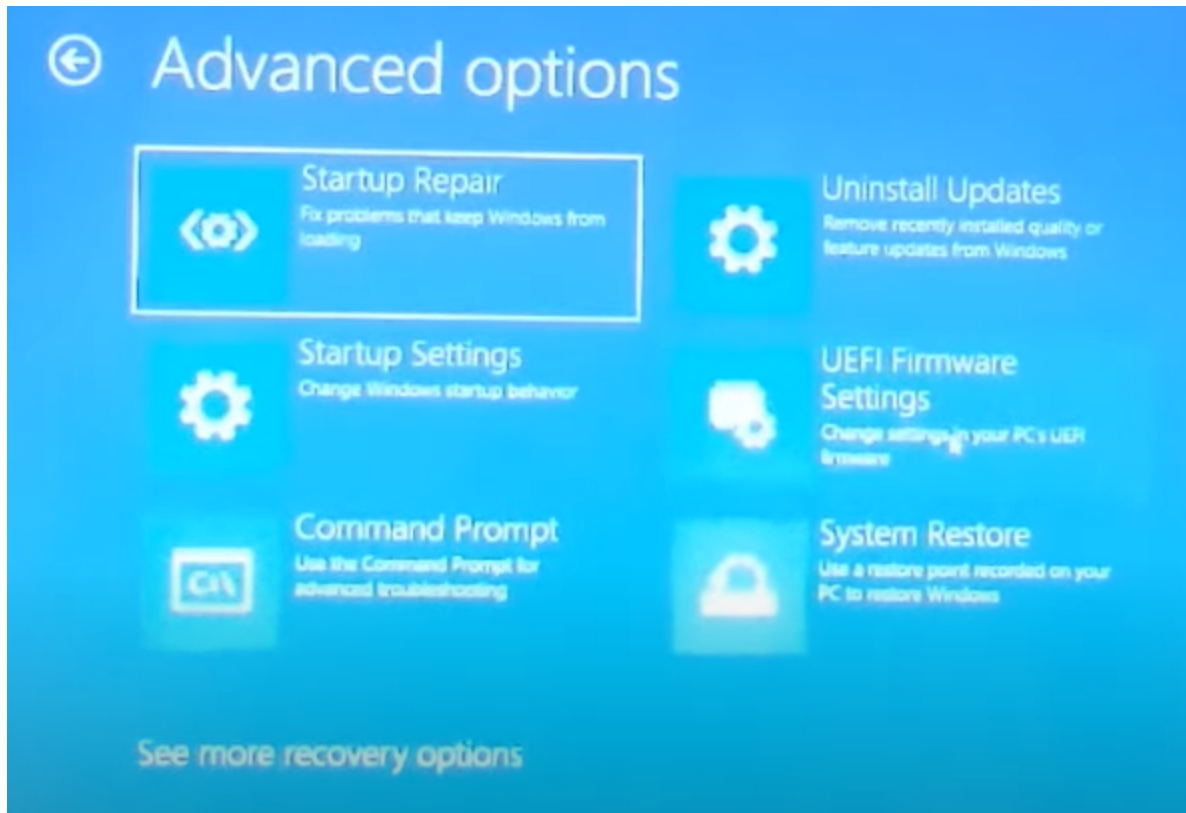 Advanced options
Startup Repair
Fix problems that keep Windows from
loading
Uninstall Updates
Remove recently installed quality or
feature updates from Windows
Startup Settings
Change Windows startup behavior
UEFI Firmware
Settings
Change settings in your PC's UEFI
firmware
Command Prompt
Use the Command Prompt for
advanced troubleshooting
C:\
System Restore
Use a restore point recorded on your
PC to restore Windows
See more recovery options